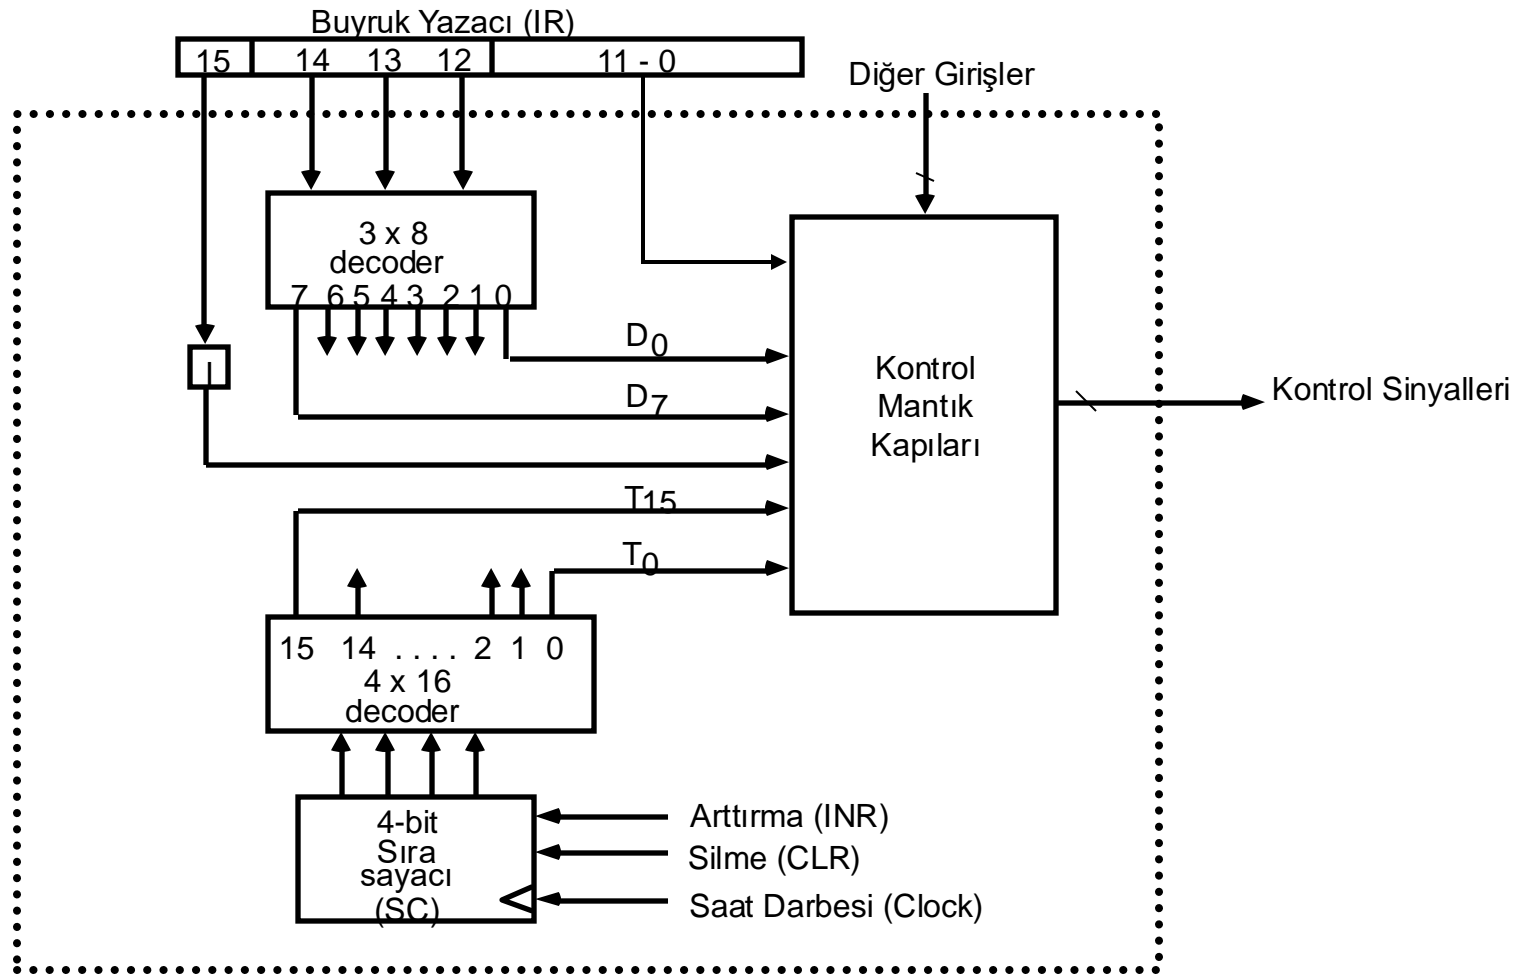 Buyruk Yazacı (IR)
15 14 13 12 11 - 0
Diğer Girişler
3 x 8
decoder
7 6 5 4 3 2 1 0
D0
D7
I
Kontrol
Mantık
Kapıları
Kontrol Sinyalleri
T15
T0
15 14 . . . . 2 1 0
4 x 16
decoder
4-bit
Sıra
sayacı
(SC)
Arttırma (INR)
Silme (CLR)
Saat Darbesi (Clock)